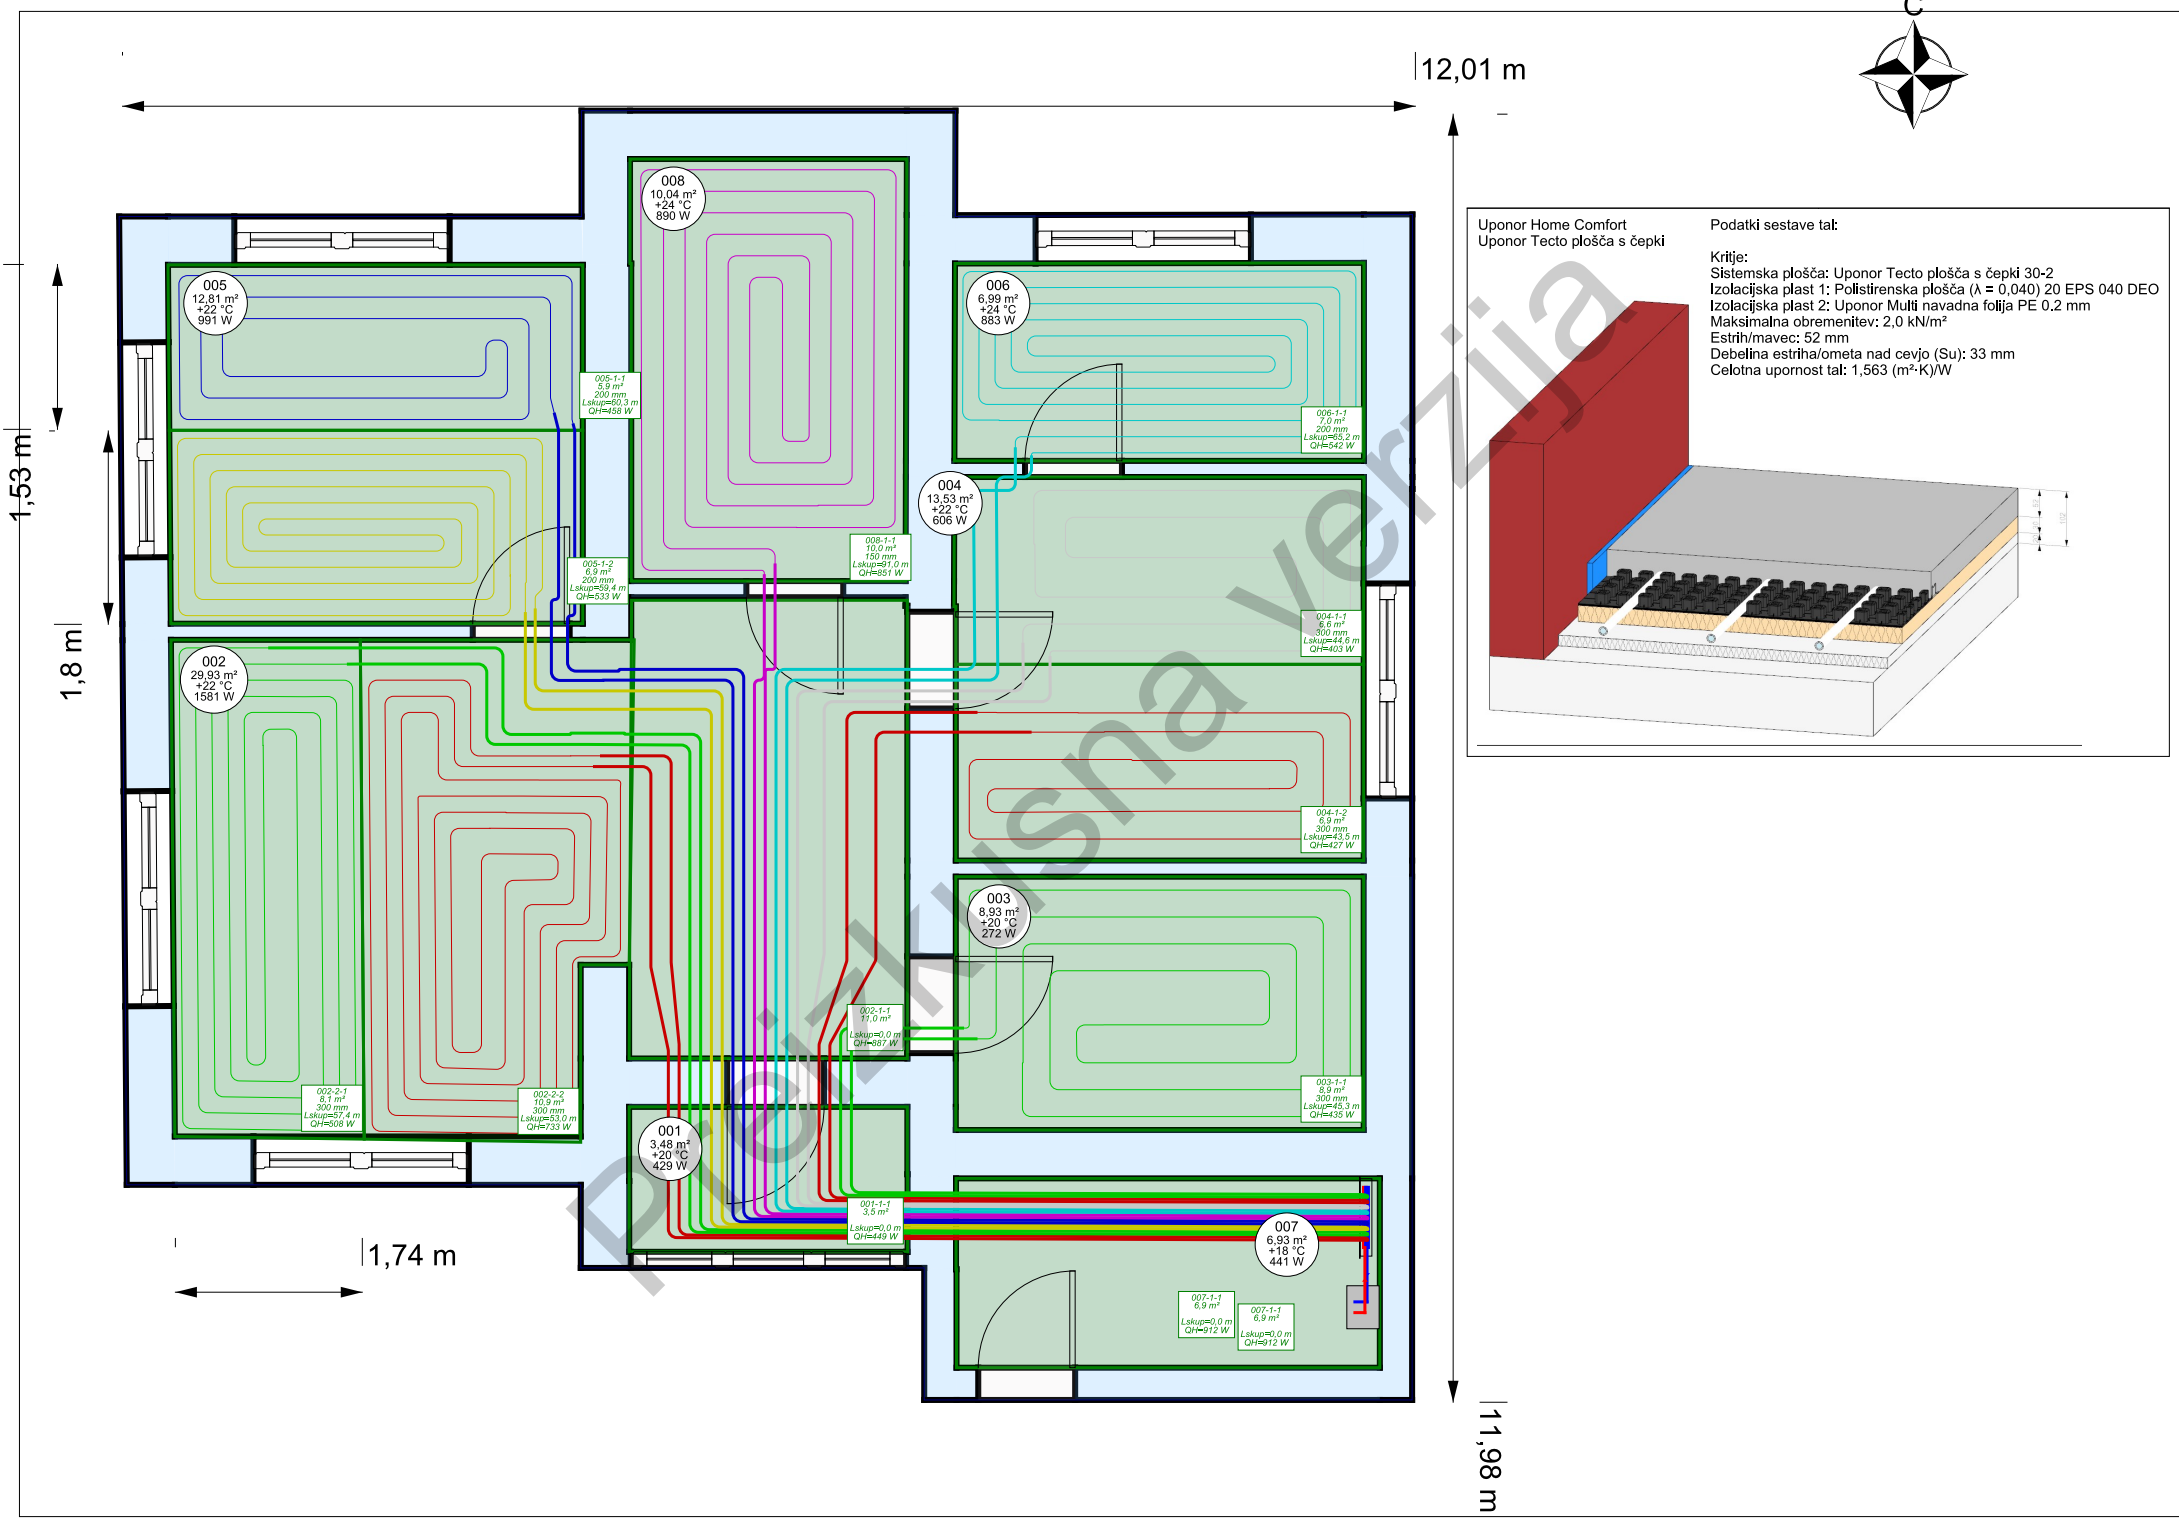 C
12,01 m
008
10,04 m²
+24 °C
890 W
005
12,81 m²
+22 °C
991 W
006
6,99 m²
+24 °C
883 W
Uponor Home Comfort
Uponor Tecto plošča s čepki
Podatki sestave tal:
Kritje:
Sistemska plošča: Uponor Tecto plošča s čepki 30-2
Izolacijska plast 1: Polistirenska plošča (λ = 0,040) 20 EPS 040 DEO
Izolacijska plast 2: Uponor Multi navadna folija PE 0.2 mm
Maksimalna obremenitev: 2,0 kN/m²
Estrih/mavec: 52 mm
Debelina estriha/ometa nad cevjo (Su): 33 mm
Celotna upornost tal: 1,563 (m²·K)/W
52
20
30
102
005-1-1
5,9 m²
200 mm
Lskup=60,3 m
QH=458 W
006-1-1
7,0 m²
200 mm
Lskup=65,2 m
QH=542 W
1,53 m
004
13,53 m²
+22 °C
606 W
008-1-1
10,0 m²
150 mm
Lskup=91,0 m
QH=851 W
005-1-2
6,9 m²
200 mm
Lskup=59,4 m
QH=533 W
1,8 m
004-1-1
6,6 m²
300 mm
Lskup=44,6 m
QH=403 W
002
29,93 m²
+22 °C
1581 W
004-1-2
6,9 m²
300 mm
Lskup=43,5 m
QH=427 W
003
8,93 m²
+20 °C
272 W
002-1-1
11,0 m²
Lskup=0,0 m
QH=887 W
002-2-1
8,1 m²
300 mm
Lskup=57,4 m
QH=508 W
002-2-2
10,9 m²
300 mm
Lskup=53,0 m
QH=733 W
003-1-1
8,9 m²
300 mm
Lskup=45,3 m
QH=435 W
001
3,48 m²
+20 °C
429 W
001-1-1
3,5 m²
Lskup=0,0 m
QH=449 W
007
6,93 m²
+18 °C
441 W
1,74 m
007-1-1
6,9 m²
Lskup=0,0 m
QH=912 W
007-1-1
6,9 m²
Lskup=0,0 m
QH=912 W
11,98 m
Preizkusna verzija